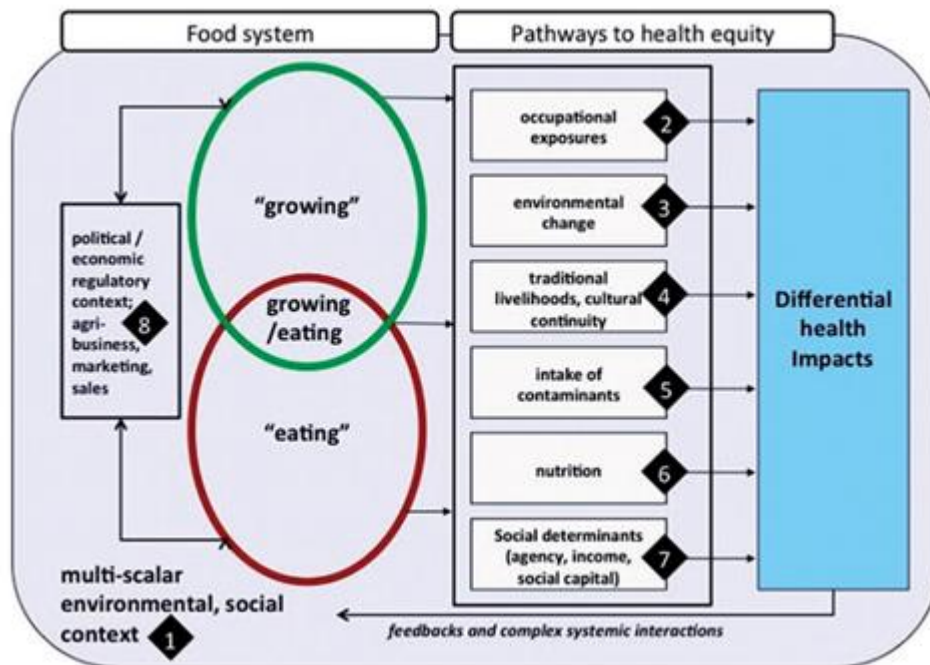 Food system
Pathways to health equity
political /
economic
regulatory
context;
agri-
business,
marketing,
sales
8
"growing"
growing
/eating
"eating"
occupational
exposures
2
environmental
change
3
traditional
livelihoods, cultural
continuity
4
intake of
contaminants
5
nutrition
6
Social determinants
(agency, income,
social capital)
7
Differential
health
Impacts
multi-scalar
environmental, social
context
1
feedbacks and complex systemic interactions